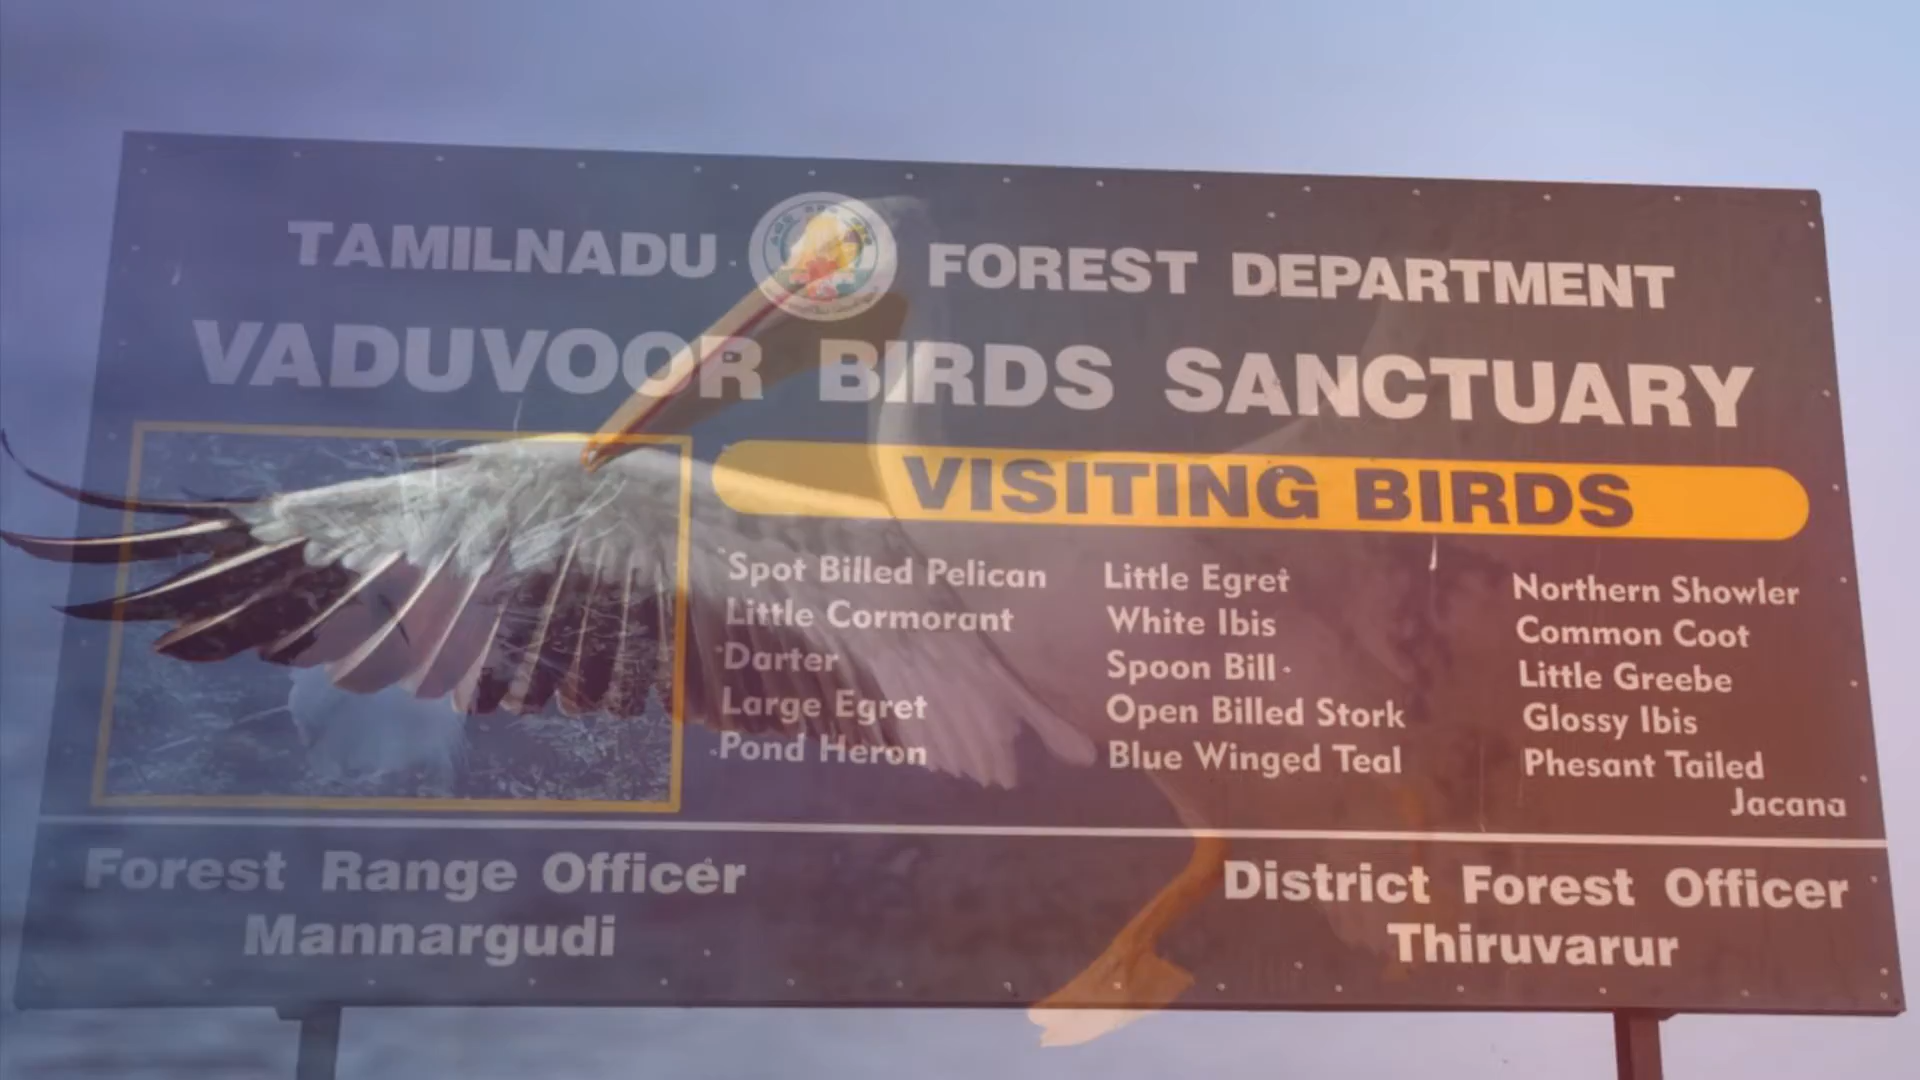 TAMILNADU FOREST DEPARTMENT
VADUVOOR BIRDS SANCTUARY
VISITING BIRDS
Spot Billed Pelican
Little Cormorant
Darter
Large Egret
Pond Heron
Little Egret
White Ibis
Spoon Bill
Open Billed Stork
Blue Winged Teal
Northern Showler
Common Coot
Little Greebe
Glossy Ibis
Phesant Tailed
Jacana
Forest Range Officer
Mannargudi
District Forest Officer
Thiruvarur